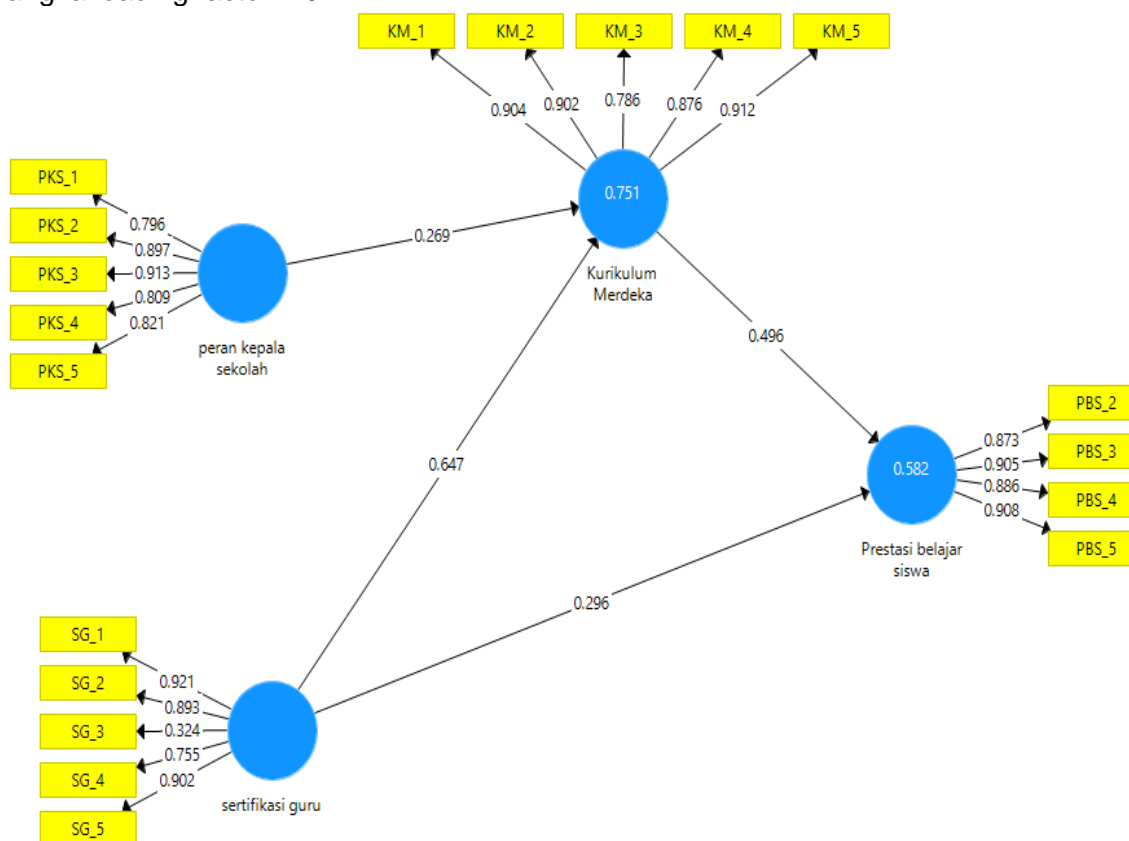 KM_1
KM_2
KM_3
KM_4
KM_5
0.904
0.902
0.786
0.876
0.912
PKS_1
PKS_2
PKS_3
PKS_4
PKS_5
0.796
0.897
0.913
0.809
0.821
peran kepala
sekolah
0.269
0.751
Kurikulum
Merdeka
0.496
0.647
PBS_2
PBS_3
PBS_4
PBS_5
0.873
0.905
0.886
0.908
0.582
Prestasi belajar
siswa
0.296
SG_1
SG_2
SG_3
SG_4
SG_5
0.921
0.893
0.324
0.755
0.902
sertifikasi guru